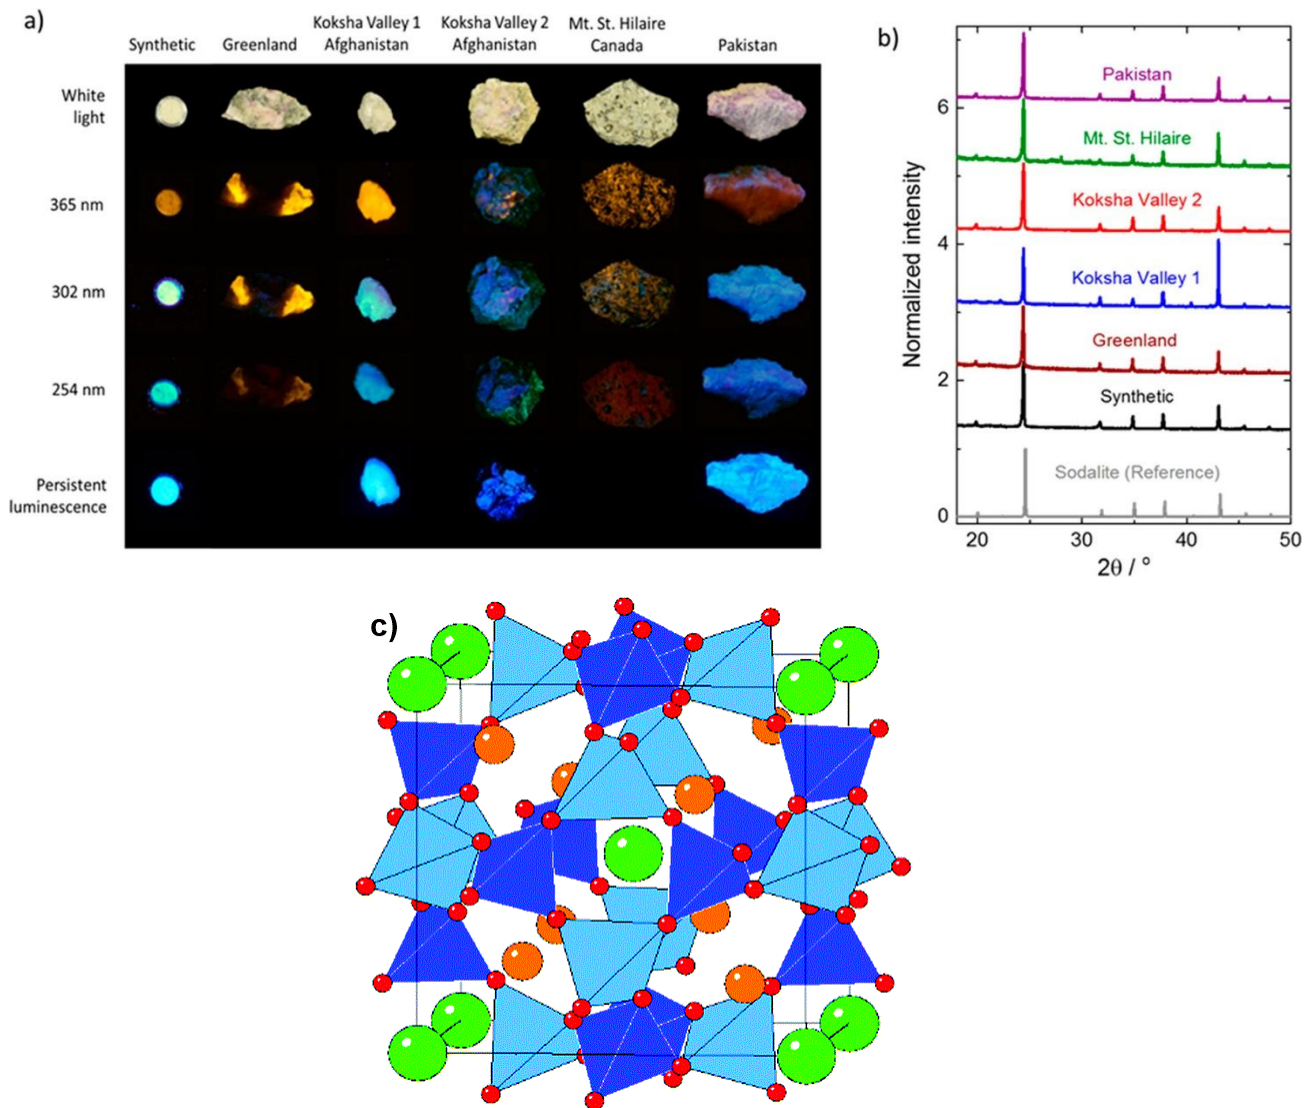 a)
Synthetic
Greenland
Koksha Valley 1
Afghanistan
Koksha Valley 2
Afghanistan
Mt. St. Hilaire
Canada
Pakistan
White
light
365 nm
302 nm
254 nm
Persistent
luminescence
b)
Normalized intensity
6
4
2
0
Pakistan
Mt. St. Hilaire
Koksha Valley 2
Koksha Valley 1
Greenland
Synthetic
Sodalite (Reference)
20 30 40 50
2θ / °
c)